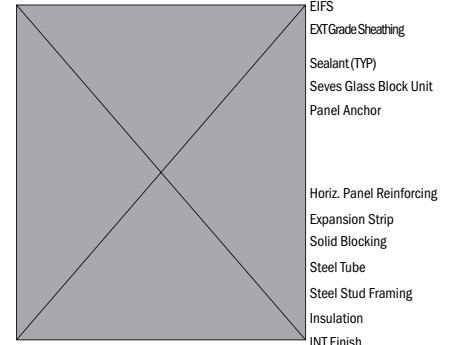 EIFS
EXT Grade Sheathing
Sealant (TYP)
Seves Glass Block Unit
Panel Anchor
Horiz. Panel Reinforcing
Expansion Strip
Solid Blocking
Steel Tube
Steel Stud Framing
Insulation
INT Finish